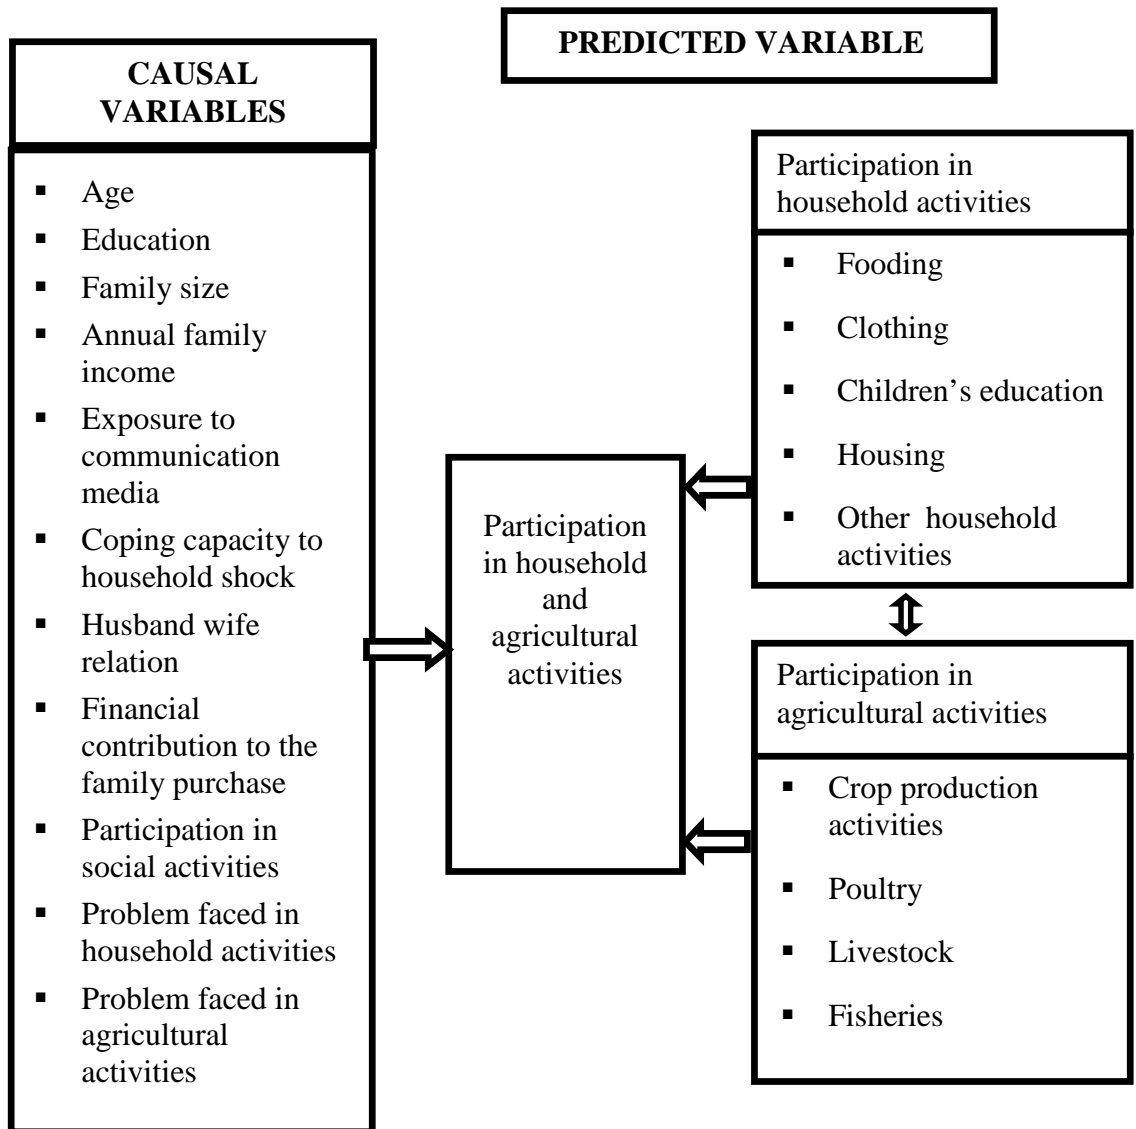 PREDICTED VARIABLE
CAUSAL
VARIABLES
▪ Age
▪ Education
▪ Family size
▪ Annual family
income
▪ Exposure to
communication
media
▪ Coping capacity to
household shock
▪ Husband wife
relation
▪ Financial
contribution to the
family purchase
▪ Participation in
social activities
▪ Problem faced in
household activities
▪ Problem faced in
agricultural
activities
Participation
in household
and
agricultural
activities
Participation in
household activities
▪ Fooding
▪ Clothing
▪ Children’s education
▪ Housing
▪ Other household
activities
Participation in
agricultural activities
▪ Crop production
activities
▪ Poultry
▪ Livestock
▪ Fisheries